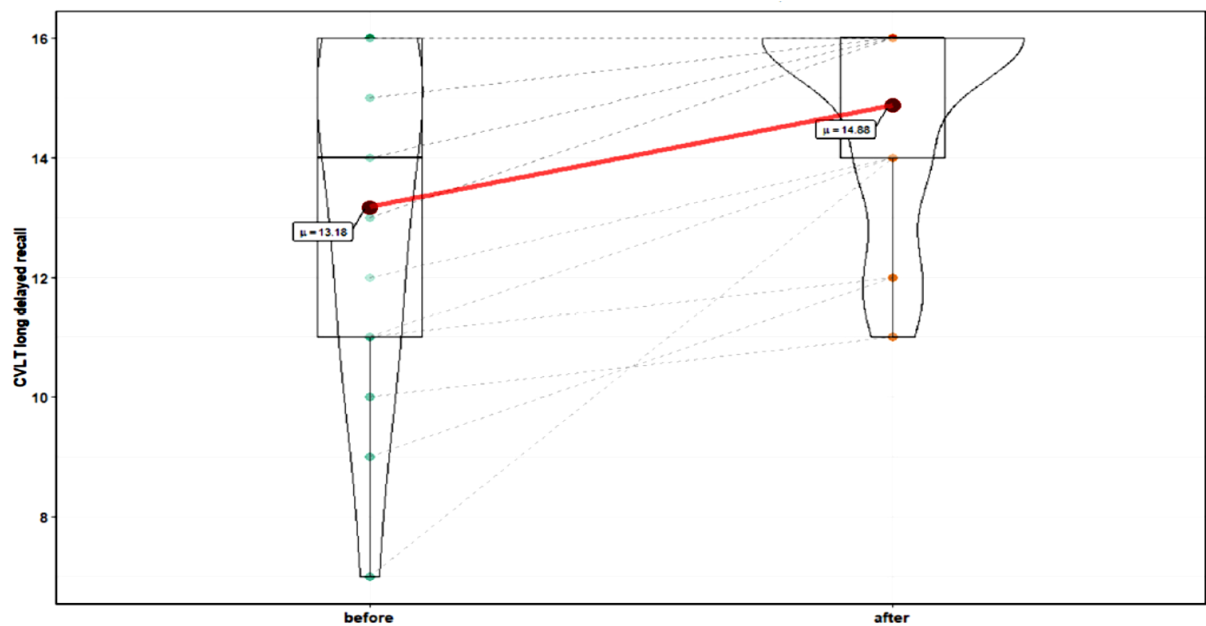 16
14
12
10
8
CVLT long delayed recall
μ = 13.18
μ = 14.88
before
after